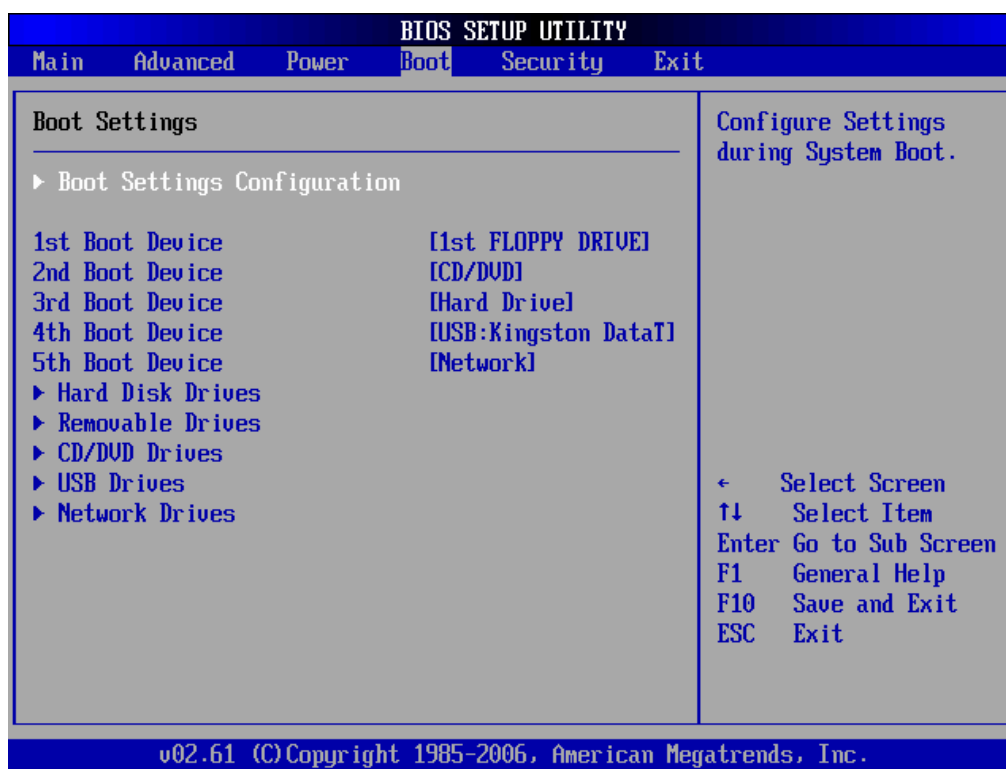 BIOS SETUP UTILITY
Main Advanced Power Boot Security Exit
Boot Settings
▶ Boot Settings Configuration
1st Boot Device [1st FLOPPY DRIVE]
2nd Boot Device [CD/DVD]
3rd Boot Device [Hard Drive]
4th Boot Device [USB:Kingston DataT]
5th Boot Device [Network]
▶ Hard Disk Drives
▶ Removable Drives
▶ CD/DVD Drives
▶ USB Drives
▶ Network Drives
Configure Settings
during System Boot.
← Select Screen
↑↓ Select Item
Enter Go to Sub Screen
F1 General Help
F10 Save and Exit
ESC Exit
v02.61 (C)Copyright 1985-2006, American Megatrends, Inc.